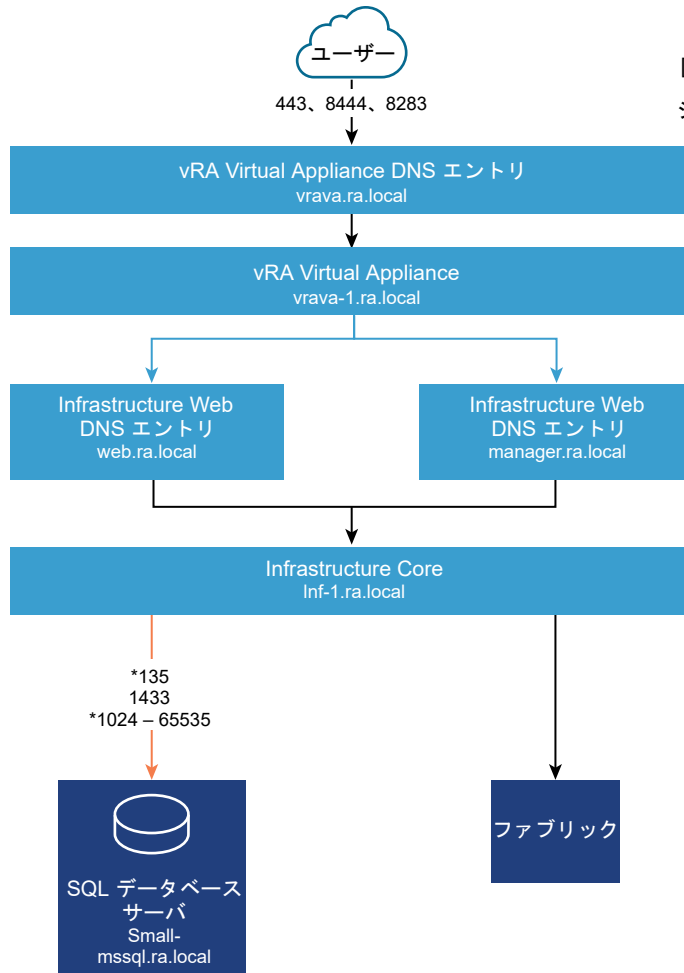 ユーザー
443、8444、8283
vRA Virtual Appliance DNS エントリ
vrava.ra.local
vRA Virtual Appliance
vrava-1.ra.local
Infrastructure Web
DNS エントリ
web.ra.local
Infrastructure Web
DNS エントリ
manager.ra.local
Infrastructure Core
Inf-1.ra.local
*135
1433
*1024 – 65535
SQL データベース
サーバ
Small-
mssql.ra.local
ファブリック